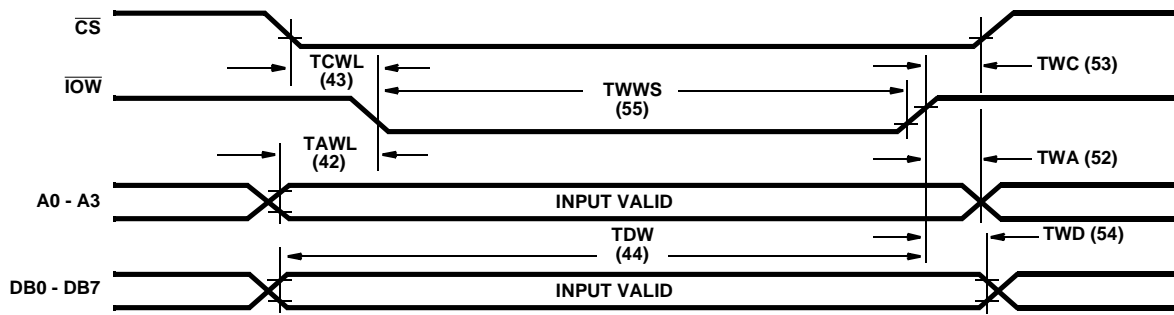 CS
TCWL
(43)
TWC (53)
IOW
TWWS
(55)
TAWL
(42)
TWA (52)
A0 - A3
INPUT VALID
TDW
(44)
TWD (54)
DB0 - DB7
INPUT VALID